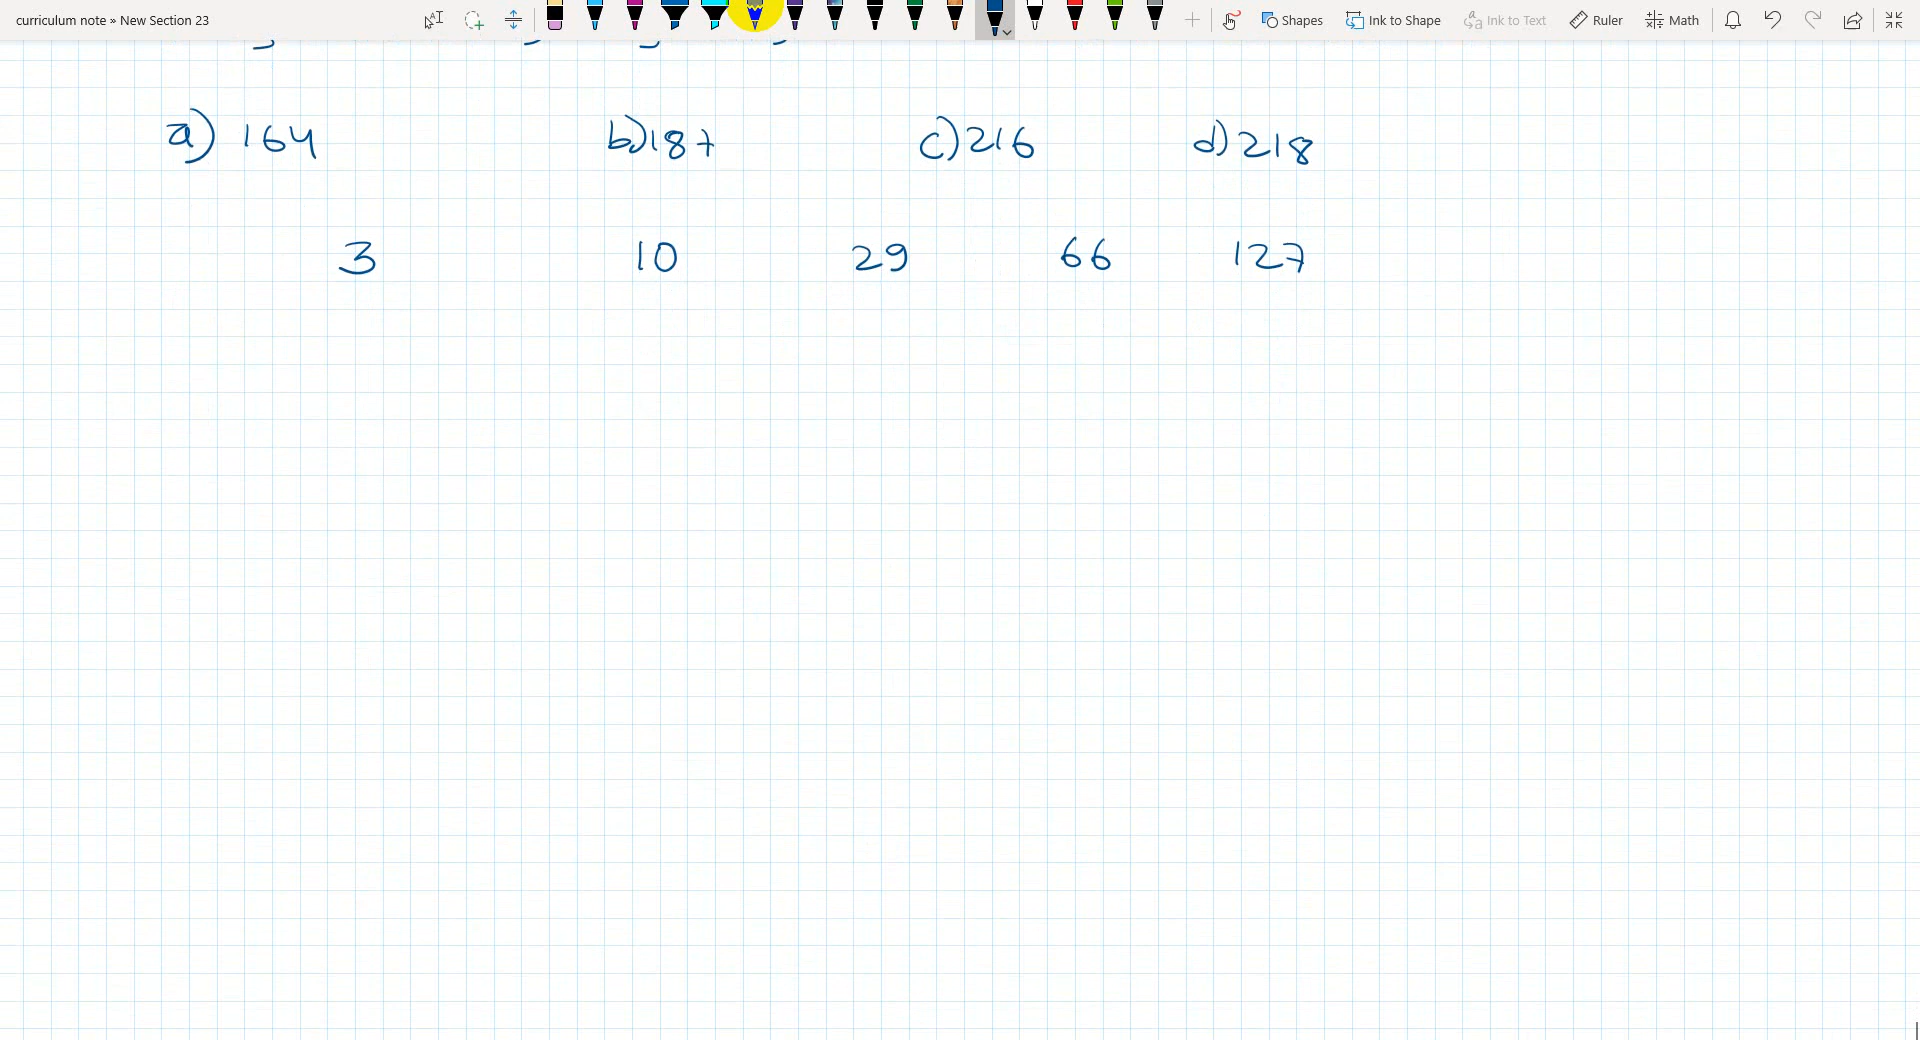 curriculum note » New Section 23
Shapes Ink to Shape Ink to Text Ruler Math
a) 164 b) 187 c) 216 d) 218
3 10 29 66 127